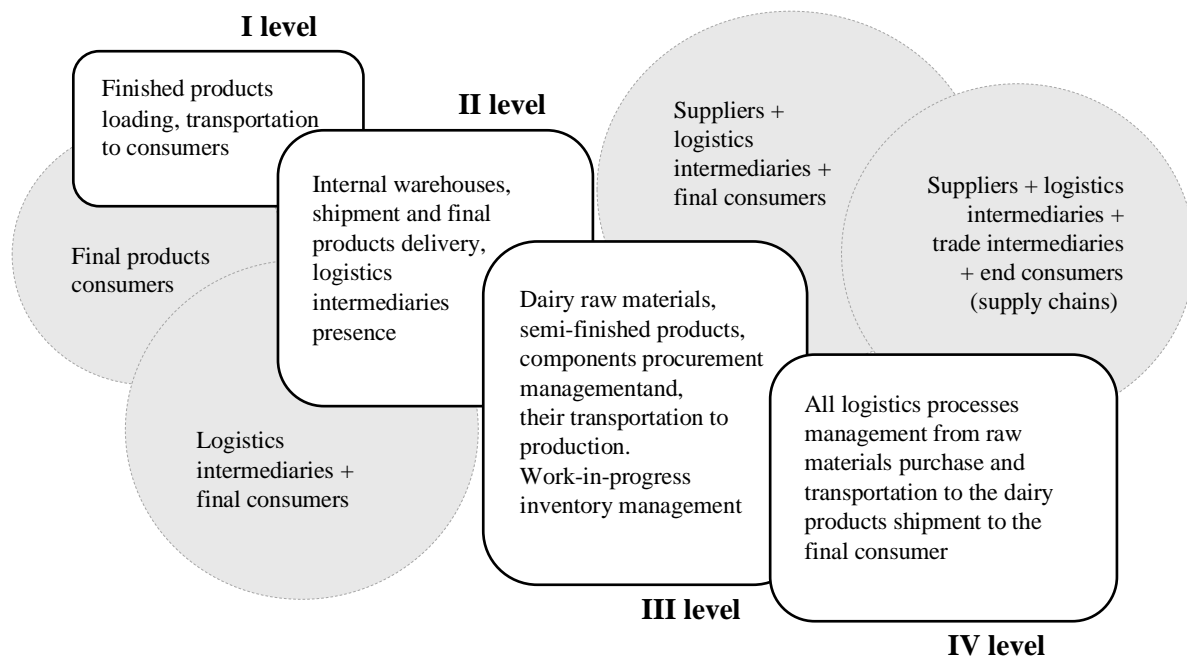 I level
Finished products
loading, transportation
to consumers
Final products
consumers
II level
Internal warehouses,
shipment and final
products delivery,
logistics
intermediaries
presence
Logistics
intermediaries +
final consumers
Suppliers +
logistics
intermediaries +
final consumers
Dairy raw materials,
semi-finished products,
components procurement
managementand,
their transportation to
production.
Work-in-progress
inventory management
III level
Suppliers + logistics
intermediaries +
trade intermediaries
+ end consumers
(supply chains)
All logistics processes
management from raw
materials purchase and
transportation to the dairy
products shipment to the
final consumer
IV level